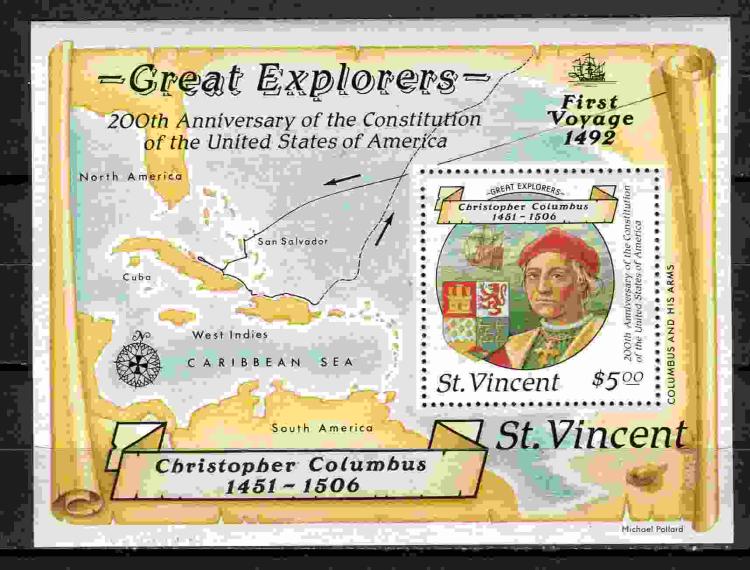 Great Explorers
200th Anniversary of the Constitution
of the United States of America
First
Voyage
1492
North America
San Salvador
Cuba
West Indies
N
CARIBBEAN SEA
South America
GREAT EXPLORERS
Christopher Columbus
1451 - 1506
200th Anniversary of the Constitution
of the United States of America
St. Vincent $5.00
COLUMBUS AND HIS ARMS
St. Vincent
Christopher Columbus
1451 - 1506
Michael Pollard